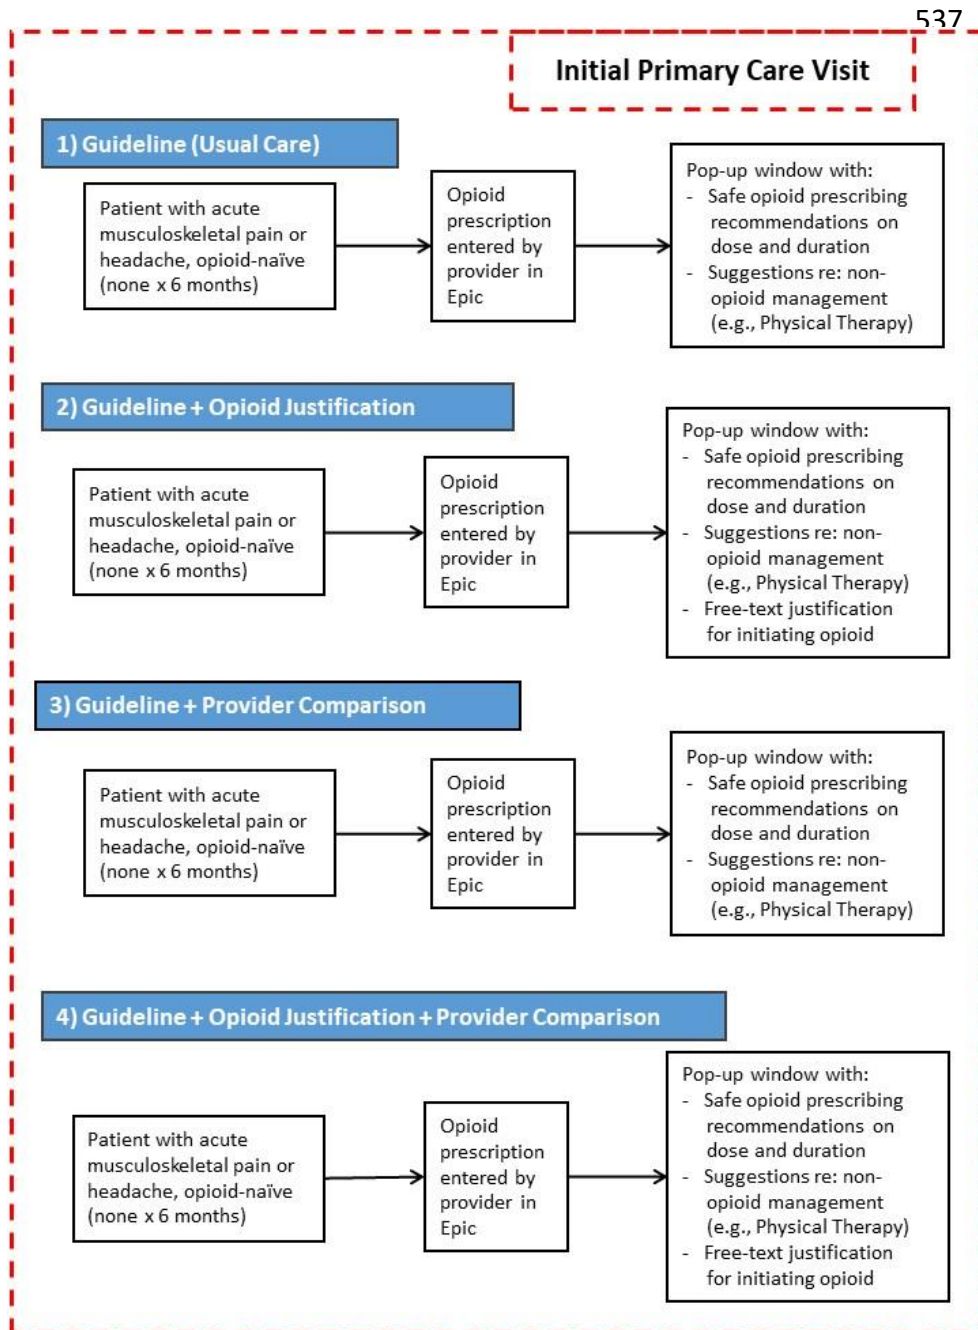 537
Initial Primary Care Visit
1) Guideline (Usual Care)
Patient with acute
musculoskeletal pain or
headache, opioid-naïve
(none x 6 months)
Opioid
prescription
entered by
provider in
Epic
Pop-up window with:
- Safe opioid prescribing
recommendations on
dose and duration
- Suggestions re: non-
opioid management
(e.g., Physical Therapy)
2) Guideline + Opioid Justification
Patient with acute
musculoskeletal pain or
headache, opioid-naïve
(none x 6 months)
Opioid
prescription
entered by
provider in
Epic
Pop-up window with:
- Safe opioid prescribing
recommendations on
dose and duration
- Suggestions re: non-
opioid management
(e.g., Physical Therapy)
- Free-text justification
for initiating opioid
3) Guideline + Provider Comparison
Patient with acute
musculoskeletal pain or
headache, opioid-naïve
(none x 6 months)
Opioid
prescription
entered by
provider in
Epic
Pop-up window with:
- Safe opioid prescribing
recommendations on
dose and duration
- Suggestions re: non-
opioid management
(e.g., Physical Therapy)
4) Guideline + Opioid Justification + Provider Comparison
Patient with acute
musculoskeletal pain or
headache, opioid-naïve
(none x 6 months)
Opioid
prescription
entered by
provider in
Epic
Pop-up window with:
- Safe opioid prescribing
recommendations on
dose and duration
- Suggestions re: non-
opioid management
(e.g., Physical Therapy)
- Free-text justification
for initiating opioid